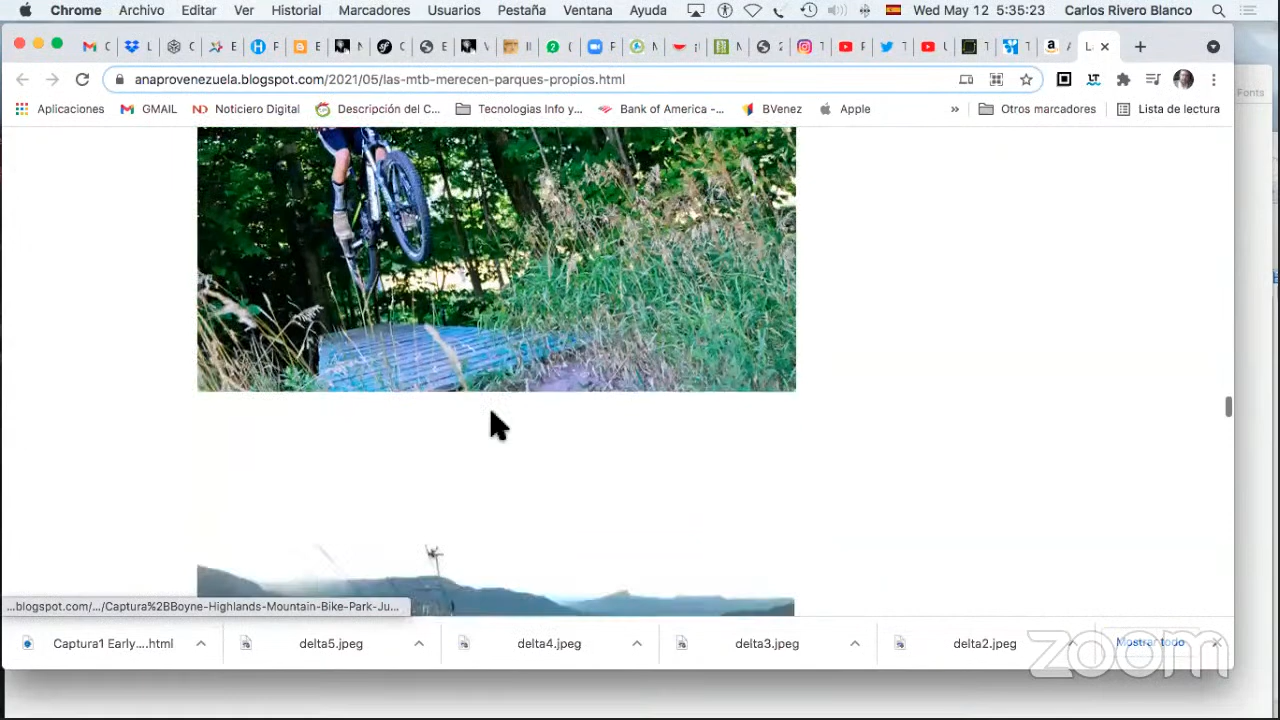 Chrome Archivo Editar Ver Historial Marcadores Usuarios Pestaña Ventana Ayuda Wed May 12 5:35:23 Carlos Rivero Blanco
anaprovenezuela.blogspot.com/2021/05/las-mtb-merecen-parques-propios.html
Fonts
Aplicaciones GMAIL Noticiero Digital Descripción del C... Tecnologias Info y... Bank of America -... BVenez Apple » Otros marcadores Lista de lectura
...blogspot.com/.../Captura%2BBoyne-Highlands-Mountain-Bike-Park-Ju...
Captura1 Early....html delta5.jpeg delta4.jpeg delta3.jpeg delta2.jpeg Mostrar todo
zoom